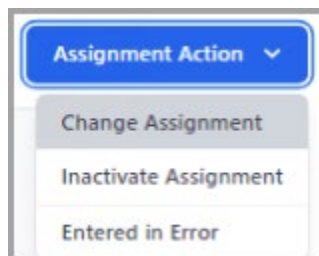 Assignment Action
Change Assignment
Inactivate Assignment
Entered in Error